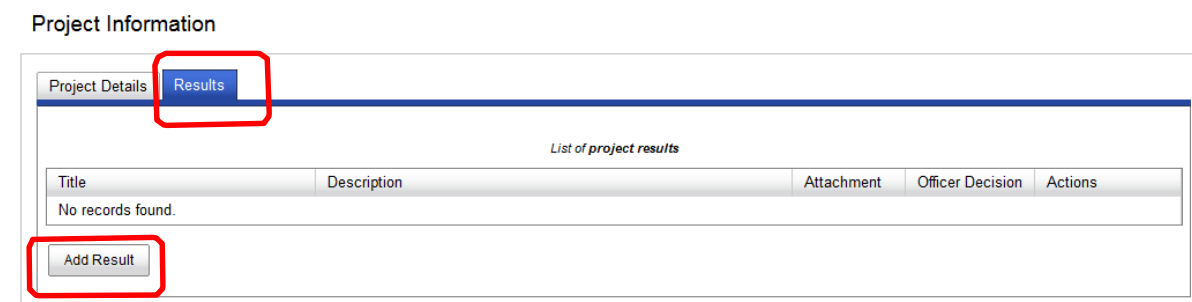 Project Information
Project Details Results
List of project results
Title Description Attachment Officer Decision Actions
No records found.
Add Result